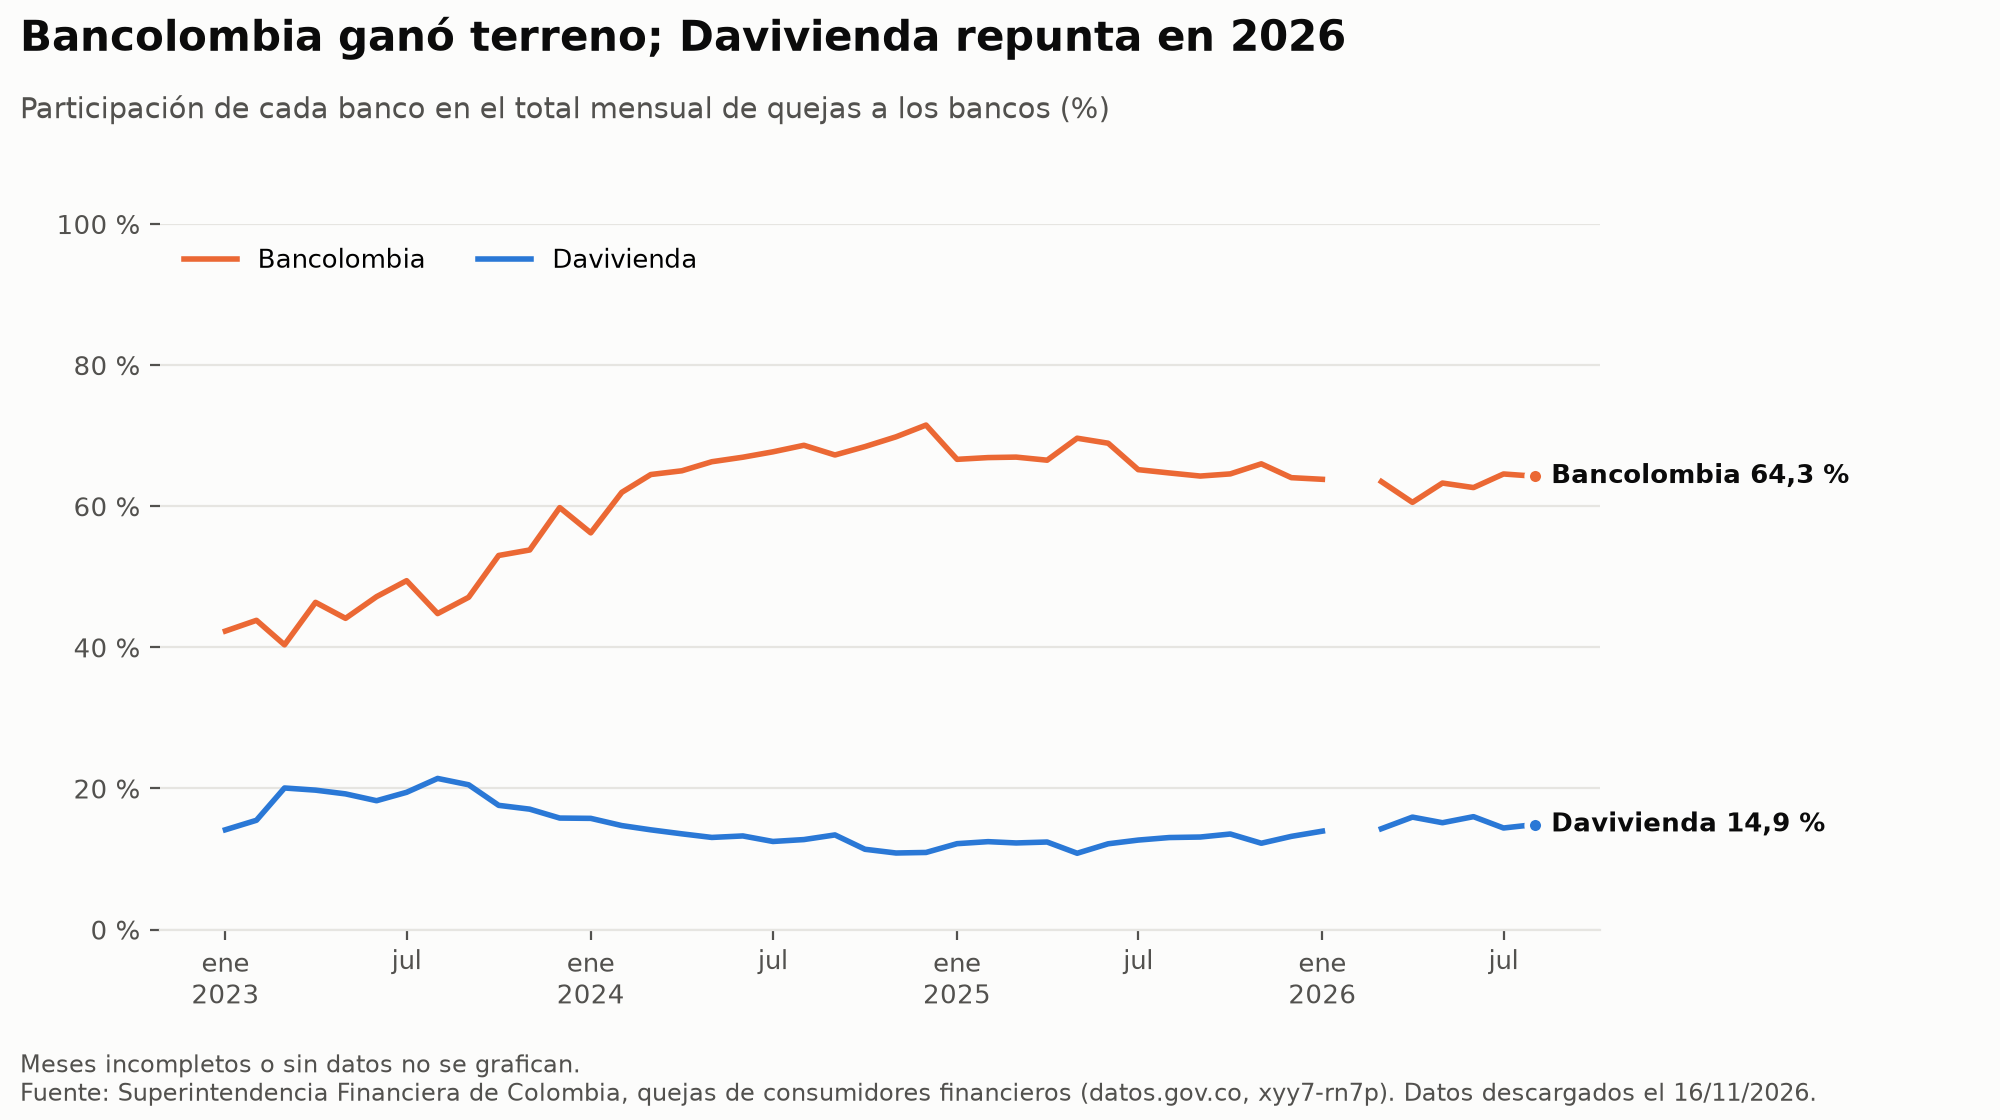 Bancolombia ganó terreno; Davivienda repunta en 2026
Participación de cada banco en el total mensual de quejas a los bancos (%)
100 %
Bancolombia
Davivienda
80 %
Bancolombia 64,3 %
60 %
40 %
20 %
Davivienda 14,9 %
0 %
ene
2023
jul
ene
2024
jul
ene
2025
jul
ene
2026
jul
Meses incompletos o sin datos no se grafican.
Fuente: Superintendencia Financiera de Colombia, quejas de consumidores financieros (datos.gov.co, xyy7-rn7p). Datos descargados el 16/11/2026.